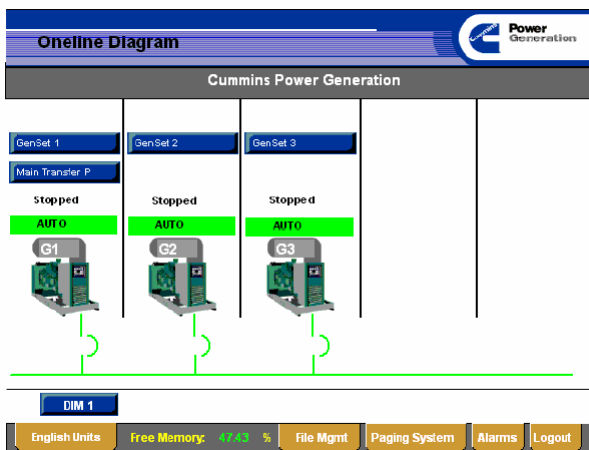 Oneline Diagram
Power
Generation
Cummins Power Generation
GenSet 1
GenSet 2
GenSet 3
Main Transfer P
Stopped
Stopped
Stopped
AUTO
AUTO
AUTO
G1
G2
G3
DIM 1
English Units
Free Memory: 47.43 %
File Mgmt
Paging System
Alarms
Logout